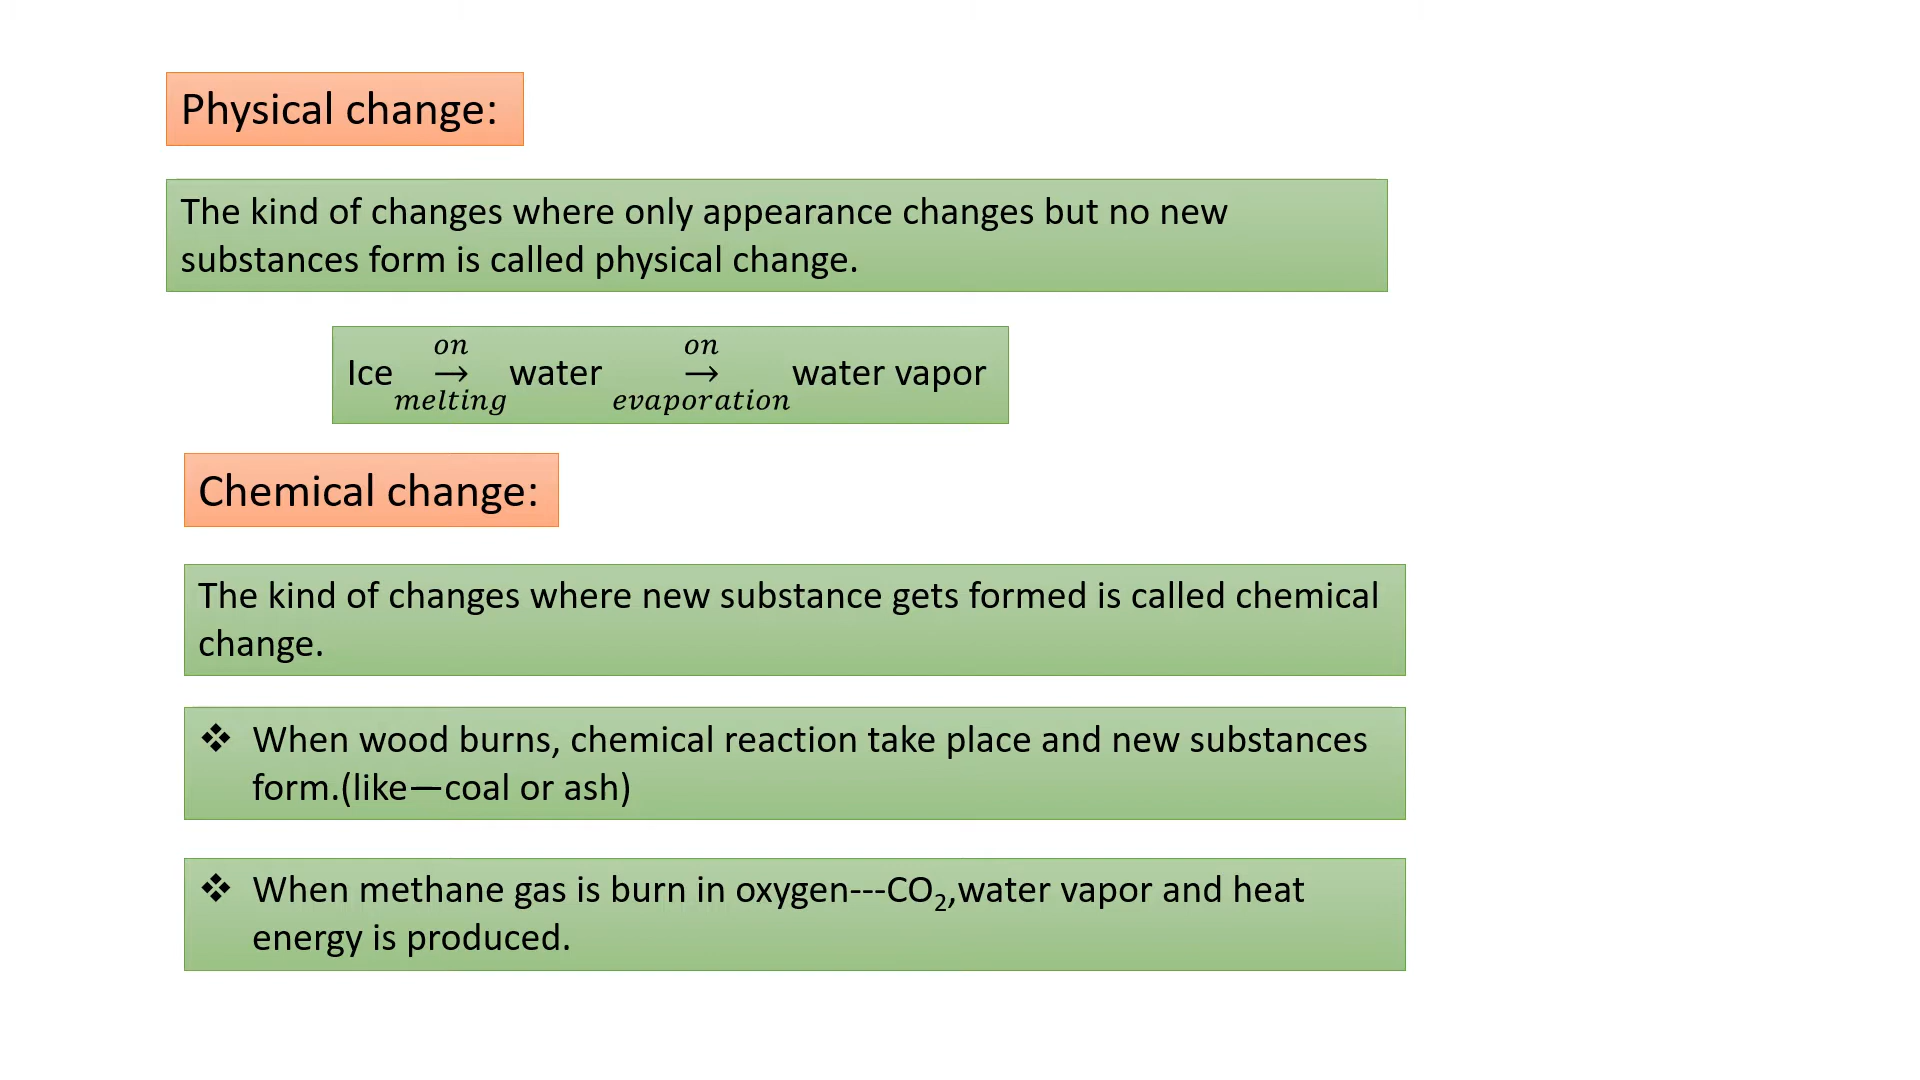 Physical change:
The kind of changes where only appearance changes but no new
substances form is called physical change.
Ice on → melting water on → evaporation water vapor
Chemical change:
The kind of changes where new substance gets formed is called chemical
change.
❖ When wood burns, chemical reaction take place and new substances
form.(like—coal or ash)
❖ When methane gas is burn in oxygen---CO₂,water vapor and heat
energy is produced.